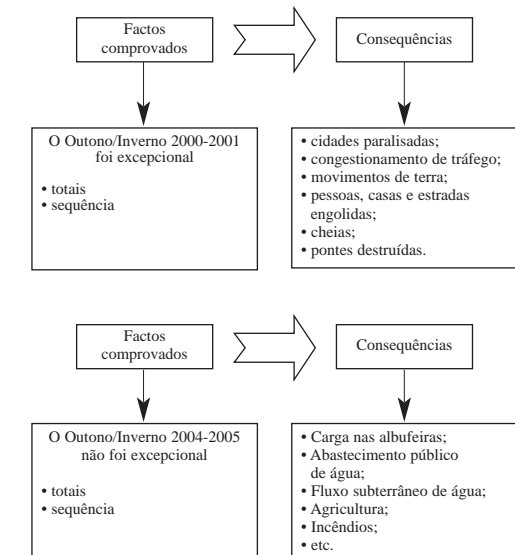 Factos
comprovados
Consequências
O Outono/Inverno 2000-2001
foi excepcional
• totais
• sequência
• cidades paralisadas;
• congestionamento de tráfego;
• movimentos de terra;
• pessoas, casas e estradas
engolidas;
• cheias;
• pontes destruídas.
Factos
comprovados
Consequências
O Outono/Inverno 2004-2005
não foi excepcional
• totais
• sequência
• Carga nas albufeiras;
• Abastecimento público
de água;
• Fluxo subterrâneo de água;
• Agricultura;
• Incêndios;
• etc.